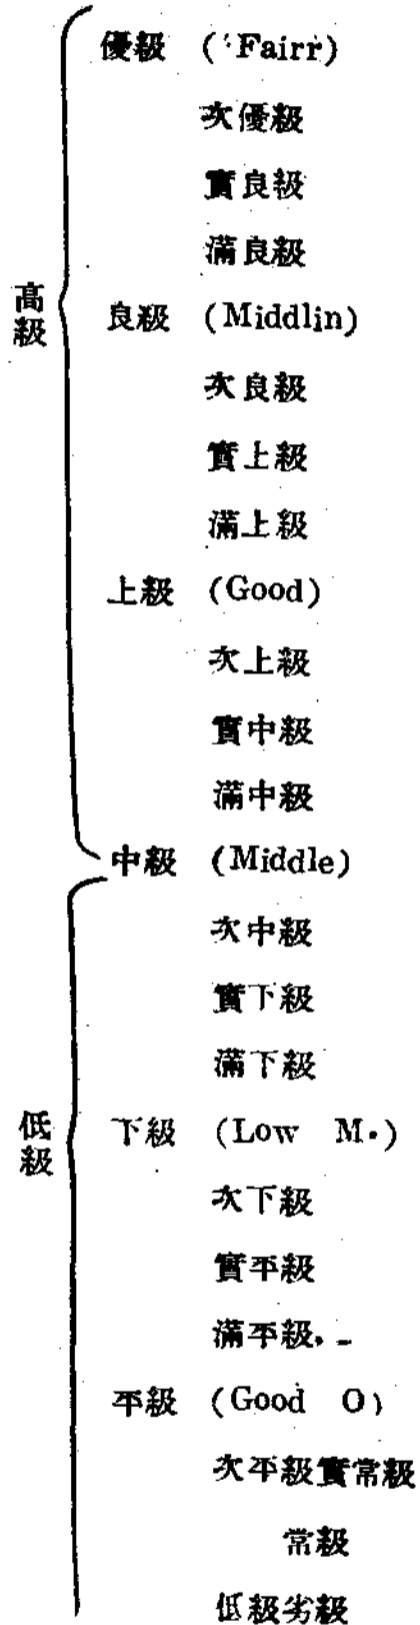 高級
優級 (Fairr)
次優級
實良級
滿良級
良級 (Middlin)
次良級
實上級
滿上級
上級 (Good)
次上級
實中級
滿中級
中級 (Middle)
低級
次中級
實下級
滿下級
下級 (Low M.)
次下級
實平級
滿平級
平級 (Good O)
次平級實常級
常級
低級劣級